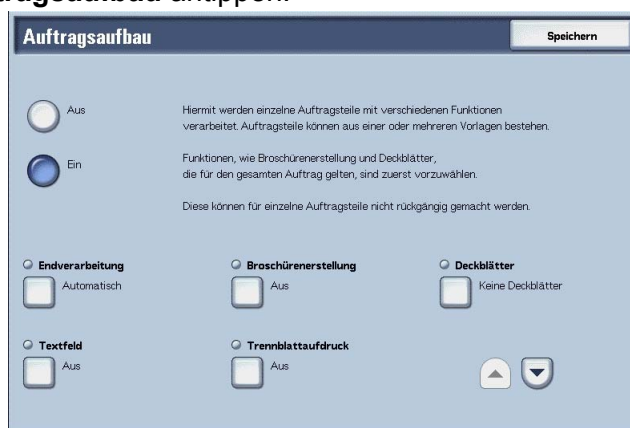 tragsaufbau antippen.
Auftragsaufbau
Speichern
Aus
Hiermit werden einzelne Auftragsteile mit verschiedenen Funktionen
verarbeitet. Auftragsteile können aus einer oder mehreren Vorlagen bestehen.
Ein
Funktionen, wie Broschürenerstellung und Deckblätter,
die für den gesamten Auftrag gelten, sind zuerst vorzuwählen.
Diese können für einzelne Auftragsteile nicht rückgängig gemacht werden.
Endverarbeitung
Automatisch
Broschürenerstellung
Aus
Deckblätter
Keine Deckblätter
Textfeld
Aus
Trennblattaufdruck
Aus